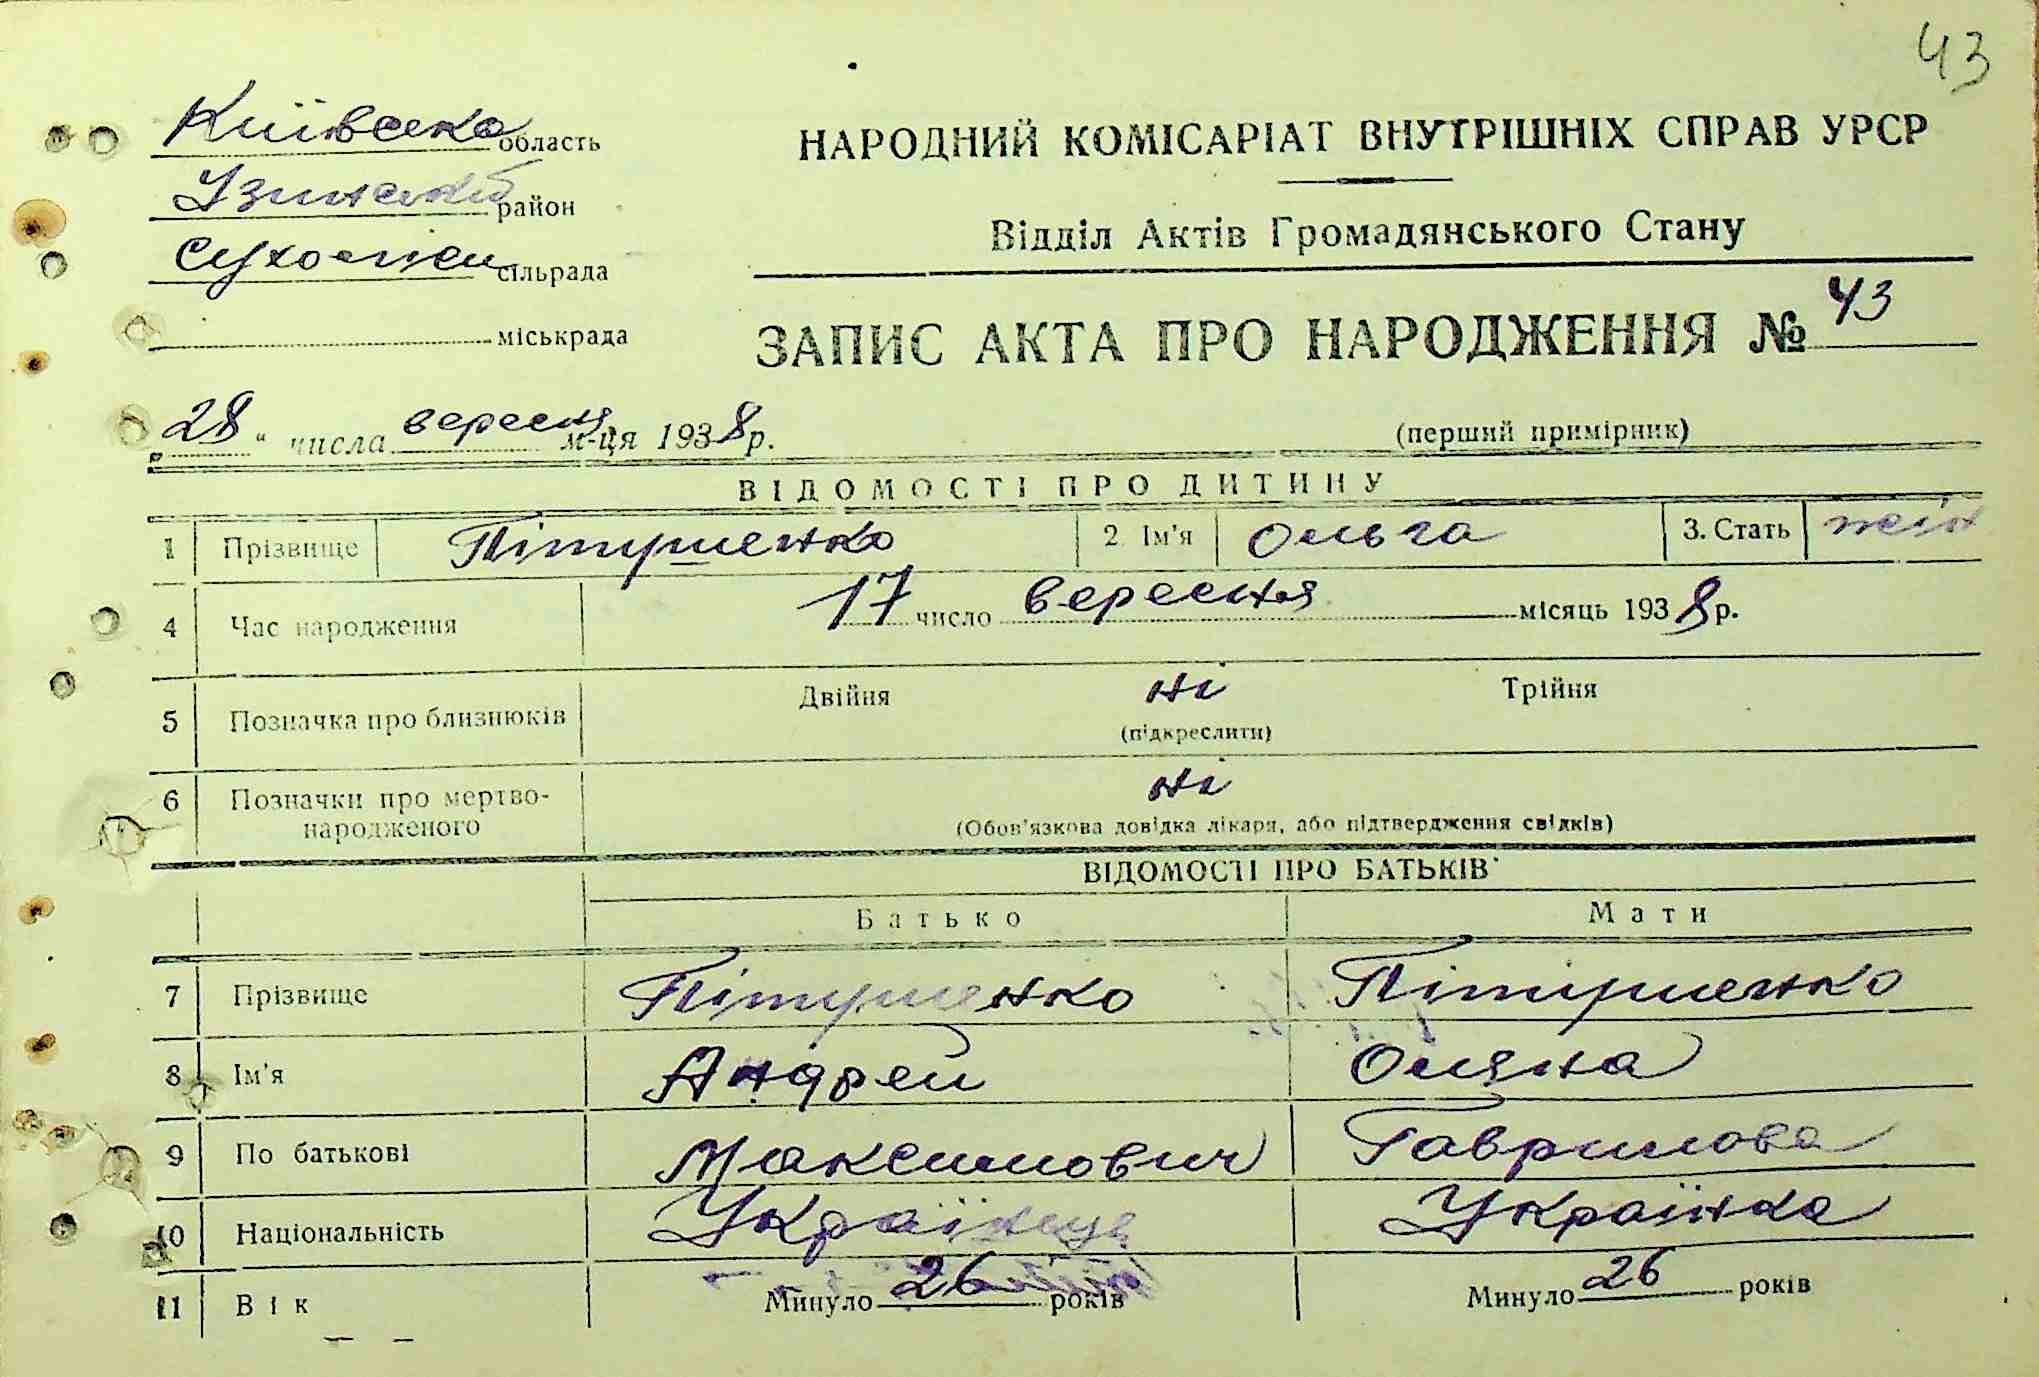 43
Київська область
НАРОДНИЙ КОМІСАРІАТ ВНУТРІШНІХ СПРАВ УРСР
Узинський район
Відділ Актів Громадянського Стану
Сухоліси сільрада
міськрада
ЗАПИС АКТА ПРО НАРОДЖЕННЯ № 43
„28“ числа вересня м-ця 1938 р.
(перший примірник)
ВІДОМОСТІ ПРО ДИТИНУ
1 Прізвище Пітушенко 2. Ім'я Ольга 3. Стать жін
4 Час народження 17 число вересня місяць 1938 р.
5 Позначка про близнюків Двійня ні Трійня
(підкреслити)
6 Позначки про мертво-
народженого ні
(Обов'язкова довідка лікаря, або підтвердження свідків)
ВІДОМОСТІ ПРО БАТЬКІВ
Батько Мати
7 Прізвище Пітушенко Пітушенко
8 Ім'я Андрей Оляна
9 По батькові Максимович Гаврилова
10 Національність Українець Українка
11 Вік Минуло 26 років Минуло 26 років